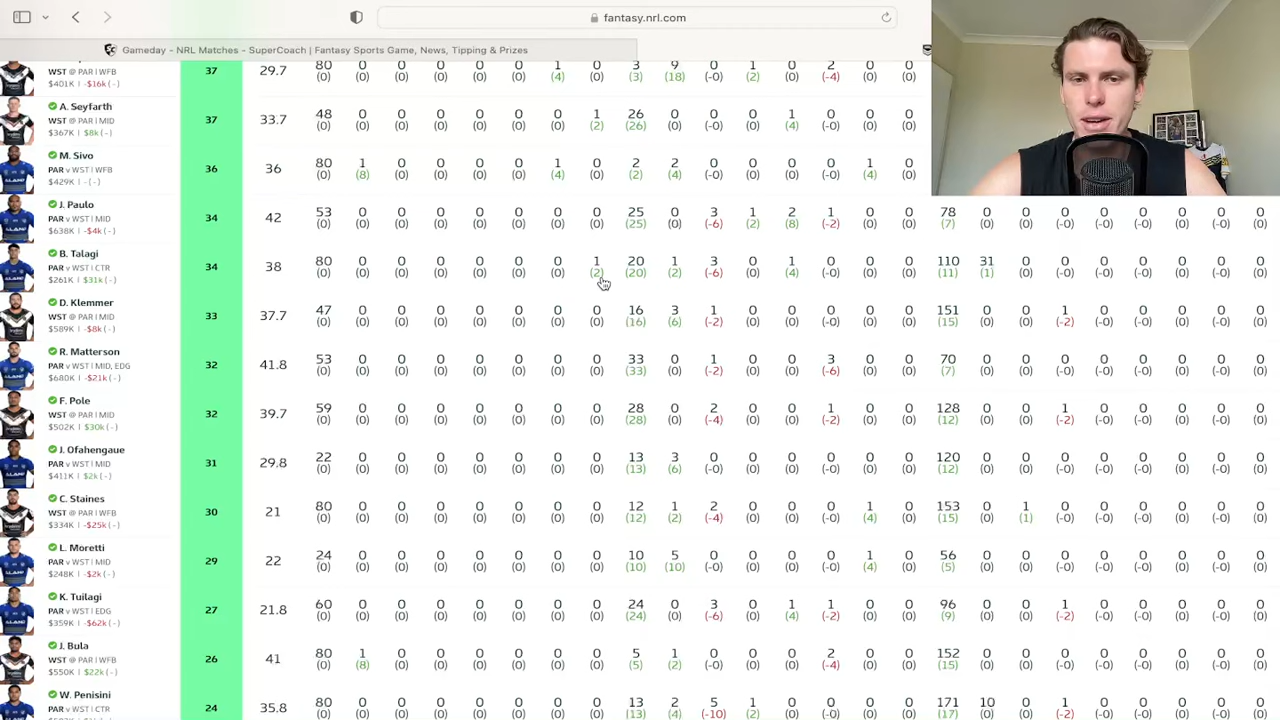 fantasy.nrl.com
Gameday - NRL Matches - SuperCoach | Fantasy Sports Game, News, Tipping & Prizes
WST @ PAR | WFB
$401K | -$16k (-)
37 29.7 80 0 0 0 0 0 1 0 3 9 0 1 0 2
(0) (0) (0) (0) (0) (0) (4) (0) (3) (18) (-0) (2) (0) (-4)
A. Seyfarth
WST @ PAR | MID
$367K | $8k (-)
37 33.7 48 0 0 0 0 0 0 1 26 0 0 0 1 0 0 0
(0) (0) (0) (0) (0) (0) (0) (2) (26) (0) (-0) (0) (4) (-0) (0) (0)
M. Sivo
PAR v WST | WFB
$429K | - (-)
36 36 80 1 0 0 0 0 1 0 2 2 0 0 0 0 1 0
(0) (8) (0) (0) (0) (0) (4) (0) (2) (4) (-0) (0) (0) (-0) (4) (0)
J. Paulo
PAR v WST | MID
$638K | -$4k (-)
34 42 53 0 0 0 0 0 0 0 25 0 3 1 2 1 0 0 78 0 0 0 0 0 0 0 0
(0) (0) (0) (0) (0) (0) (0) (0) (25) (0) (-6) (2) (8) (-2) (0) (0) (7) (0) (0) (-0) (-0) (-0) (-0) (0) (-0)
B. Talagi
PAR v WST | CTR
$261K | $31k (-)
34 38 80 0 0 0 0 0 0 1 20 1 3 0 1 0 0 0 110 31 0 0 0 0 0 0 0
(0) (0) (0) (0) (0) (0) (0) (2) (20) (2) (-6) (0) (4) (-0) (0) (0) (11) (1) (0) (-0) (-0) (-0) (-0) (0) (-0)
D. Klemmer
WST @ PAR | MID
$589K | -$8k (-)
33 37.7 47 0 0 0 0 0 0 0 16 3 1 0 0 0 0 0 151 0 0 1 0 0 0 0 0
(0) (0) (0) (0) (0) (0) (0) (0) (16) (6) (-2) (0) (0) (-0) (0) (0) (15) (0) (0) (-2) (-0) (-0) (-0) (0) (-0)
R. Matterson
PAR v WST | MID, EDG
$680K | -$21k (-)
32 41.8 53 0 0 0 0 0 0 0 33 0 1 0 0 3 0 0 70 0 0 0 0 0 0 0 0
(0) (0) (0) (0) (0) (0) (0) (0) (33) (0) (-2) (0) (0) (-6) (0) (0) (7) (0) (0) (-0) (-0) (-0) (-0) (0) (-0)
F. Pole
WST @ PAR | MID
$502K | $30k (-)
32 39.7 59 0 0 0 0 0 0 0 28 0 2 0 0 1 0 0 128 0 0 1 0 0 0 0 0
(0) (0) (0) (0) (0) (0) (0) (0) (28) (0) (-4) (0) (0) (-2) (0) (0) (12) (0) (0) (-2) (-0) (-0) (-0) (0) (-0)
J. Ofahengaue
PAR v WST | MID
$411K | $2k (-)
31 29.8 22 0 0 0 0 0 0 0 13 3 0 0 0 0 0 0 120 0 0 0 0 0 0 0 0
(0) (0) (0) (0) (0) (0) (0) (0) (13) (6) (-0) (0) (0) (-0) (0) (0) (12) (0) (0) (-0) (-0) (-0) (-0) (0) (-0)
C. Staines
WST @ PAR | WFB
$334K | -$25k (-)
30 21 80 0 0 0 0 0 0 0 12 1 2 0 0 0 1 0 153 0 1 0 0 0 0 0 0
(0) (0) (0) (0) (0) (0) (0) (0) (12) (2) (-4) (0) (0) (-0) (4) (0) (15) (0) (1) (-0) (-0) (-0) (-0) (0) (-0)
L. Moretti
PAR v WST | MID
$248K | -$2k (-)
29 22 24 0 0 0 0 0 0 0 10 5 0 0 0 0 1 0 56 0 0 0 0 0 0 0 0
(0) (0) (0) (0) (0) (0) (0) (0) (10) (10) (-0) (0) (0) (-0) (4) (0) (5) (0) (0) (-0) (-0) (-0) (-0) (0) (-0)
K. Tuilagi
PAR v WST | EDG
$359K | -$62k (-)
27 21.8 60 0 0 0 0 0 0 0 24 0 3 0 1 1 0 0 96 0 0 1 0 0 0 0 0
(0) (0) (0) (0) (0) (0) (0) (0) (24) (0) (-6) (0) (4) (-2) (0) (0) (9) (0) (0) (-2) (-0) (-0) (-0) (0) (-0)
J. Bula
WST @ PAR | WFB
$550K | $22k (-)
26 41 80 1 0 0 0 0 0 0 5 1 0 0 0 2 0 0 152 0 0 0 0 0 0 0 0
(0) (8) (0) (0) (0) (0) (0) (0) (5) (2) (-0) (0) (0) (-4) (0) (0) (15) (0) (0) (-0) (-0) (-0) (-0) (0) (-0)
W. Penisini
PAR v WST | CTR
24 35.8 80 0 0 0 0 0 0 0 13 2 5 1 0 0 0 0 171 10 0 1 0 0 0 0 0
(0) (0) (0) (0) (0) (0) (0) (0) (13) (4) (-10) (2) (0) (-0) (0) (0) (17) (0) (0) (-2) (-0) (-0) (-0) (0) (-0)